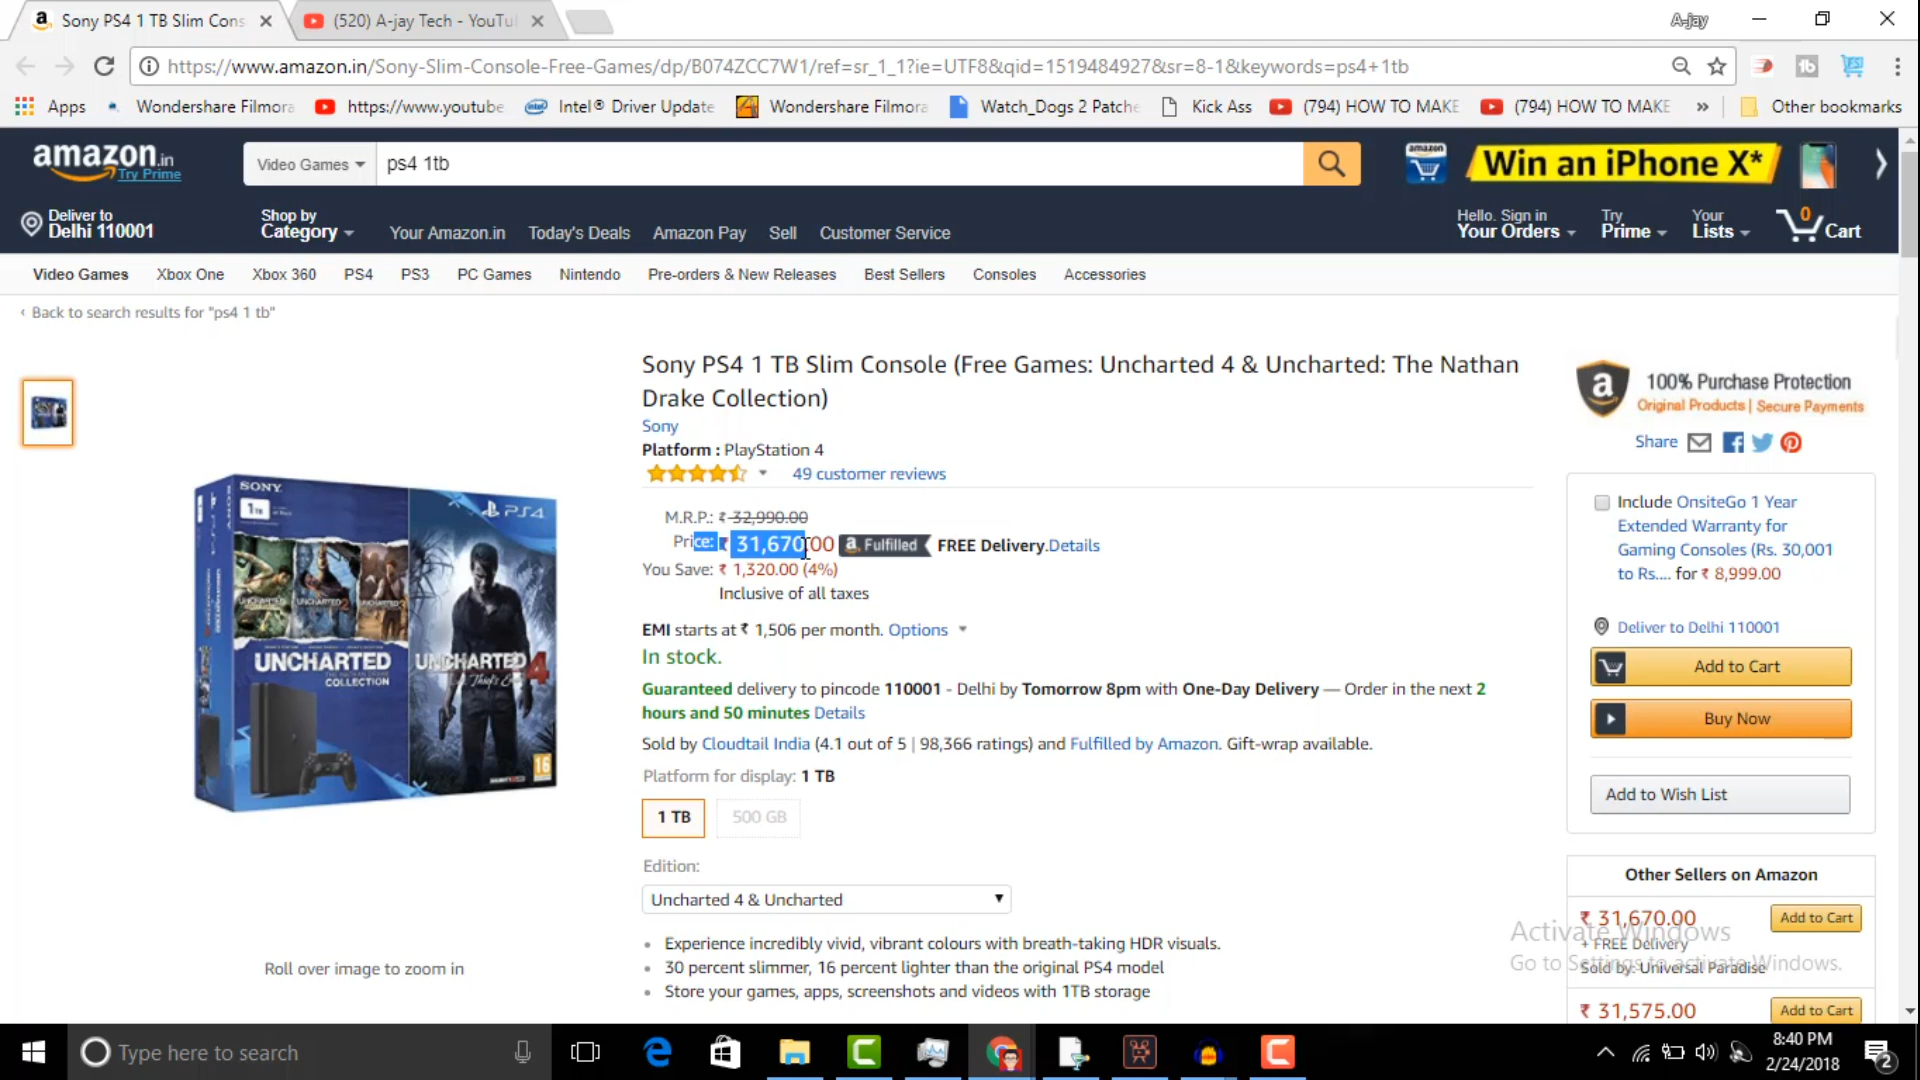 Sony PS4 1 TB Slim Cons
(520) A-jay Tech - YouTu
A-jay
https://www.amazon.in/Sony-Slim-Console-Free-Games/dp/B074ZCC7W1/ref=sr_1_1?ie=UTF8&qid=1519484927&sr=8-1&keywords=ps4+1tb
Apps
Wondershare Filmora
https://www.youtube
Intel® Driver Update
Wondershare Filmora
Watch_Dogs 2 Patche
Kick Ass
(794) HOW TO MAKE
(794) HOW TO MAKE
»
Other bookmarks
amazon.in
Try Prime
Video Games
ps4 1tb
amazon
Win an iPhone X*
Deliver to
Delhi 110001
Shop by
Category
Your Amazon.in
Today's Deals
Amazon Pay
Sell
Customer Service
Hello. Sign in
Your Orders
Try
Prime
Your
Lists
0
Cart
Video Games
Xbox One
Xbox 360
PS4
PS3
PC Games
Nintendo
Pre-orders & New Releases
Best Sellers
Consoles
Accessories
‹ Back to search results for "ps4 1 tb"
Sony PS4 1 TB Slim Console (Free Games: Uncharted 4 & Uncharted: The Nathan
Drake Collection)
Sony
Platform : PlayStation 4
49 customer reviews
M.R.P.: ₹ 32,990.00
Price: ₹ 31,670.00 a Fulfilled FREE Delivery.Details
You Save: ₹ 1,320.00 (4%)
Inclusive of all taxes
EMI starts at ₹ 1,506 per month. Options
In stock.
Guaranteed delivery to pincode 110001 - Delhi by Tomorrow 8pm with One-Day Delivery — Order in the next 2
hours and 50 minutes Details
Sold by Cloudtail India (4.1 out of 5 | 98,366 ratings) and Fulfilled by Amazon. Gift-wrap available.
Platform for display: 1 TB
1 TB
500 GB
Edition:
Uncharted 4 & Uncharted
• Experience incredibly vivid, vibrant colours with breath-taking HDR visuals.
• 30 percent slimmer, 16 percent lighter than the original PS4 model
• Store your games, apps, screenshots and videos with 1TB storage
SONY
1TB
PS4
UNCHARTED
COLLECTION
UNCHARTED 4
16
Roll over image to zoom in
100% Purchase Protection
Original Products | Secure Payments
Share
Include OnsiteGo 1 Year
Extended Warranty for
Gaming Consoles (Rs. 30,001
to Rs.... for ₹ 8,999.00
Deliver to Delhi 110001
Add to Cart
Buy Now
Add to Wish List
Other Sellers on Amazon
₹ 31,670.00
Add to Cart
+ FREE Delivery
Sold by: Universal Paradise
₹ 31,575.00
Add to Cart
Activate Windows
Go to Settings to activate Windows.
Type here to search
8:40 PM
2/24/2018
2